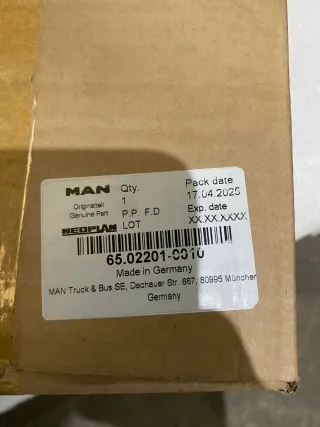 MAN
Originalteil
Genuine Part
NEOPLAN
Qty.
1
P.P. F.D
LOT
Pack date
17.04.2025
Exp. date
XX.XX.XXXX.
65.02201-0010
Made in Germany
MAN Truck & Bus SE, Dachauer Str. 667, 80995 München
Germany